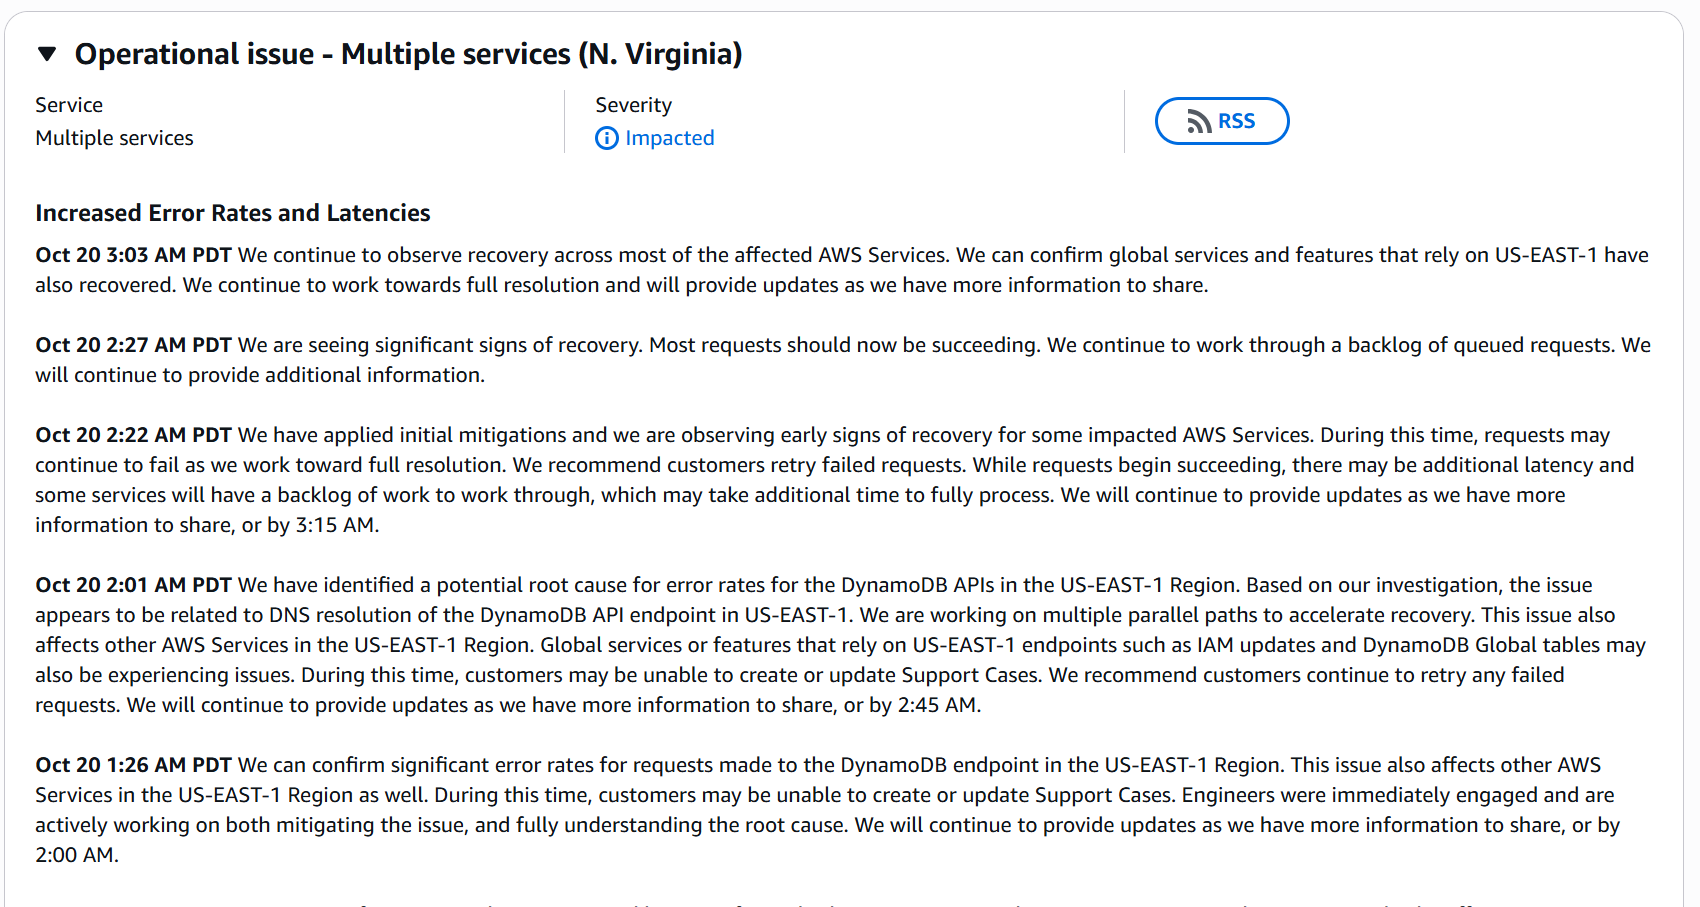 Operational issue - Multiple services (N. Virginia)
Service
Multiple services
Severity
Impacted
RSS
Increased Error Rates and Latencies
Oct 20 3:03 AM PDT We continue to observe recovery across most of the affected AWS Services. We can confirm global services and features that rely on US-EAST-1 have
also recovered. We continue to work towards full resolution and will provide updates as we have more information to share.
Oct 20 2:27 AM PDT We are seeing significant signs of recovery. Most requests should now be succeeding. We continue to work through a backlog of queued requests. We
will continue to provide additional information.
Oct 20 2:22 AM PDT We have applied initial mitigations and we are observing early signs of recovery for some impacted AWS Services. During this time, requests may
continue to fail as we work toward full resolution. We recommend customers retry failed requests. While requests begin succeeding, there may be additional latency and
some services will have a backlog of work to work through, which may take additional time to fully process. We will continue to provide updates as we have more
information to share, or by 3:15 AM.
Oct 20 2:01 AM PDT We have identified a potential root cause for error rates for the DynamoDB APIs in the US-EAST-1 Region. Based on our investigation, the issue
appears to be related to DNS resolution of the DynamoDB API endpoint in US-EAST-1. We are working on multiple parallel paths to accelerate recovery. This issue also
affects other AWS Services in the US-EAST-1 Region. Global services or features that rely on US-EAST-1 endpoints such as IAM updates and DynamoDB Global tables may
also be experiencing issues. During this time, customers may be unable to create or update Support Cases. We recommend customers continue to retry any failed
requests. We will continue to provide updates as we have more information to share, or by 2:45 AM.
Oct 20 1:26 AM PDT We can confirm significant error rates for requests made to the DynamoDB endpoint in the US-EAST-1 Region. This issue also affects other AWS
Services in the US-EAST-1 Region as well. During this time, customers may be unable to create or update Support Cases. Engineers were immediately engaged and are
actively working on both mitigating the issue, and fully understanding the root cause. We will continue to provide updates as we have more information to share, or by
2:00 AM.